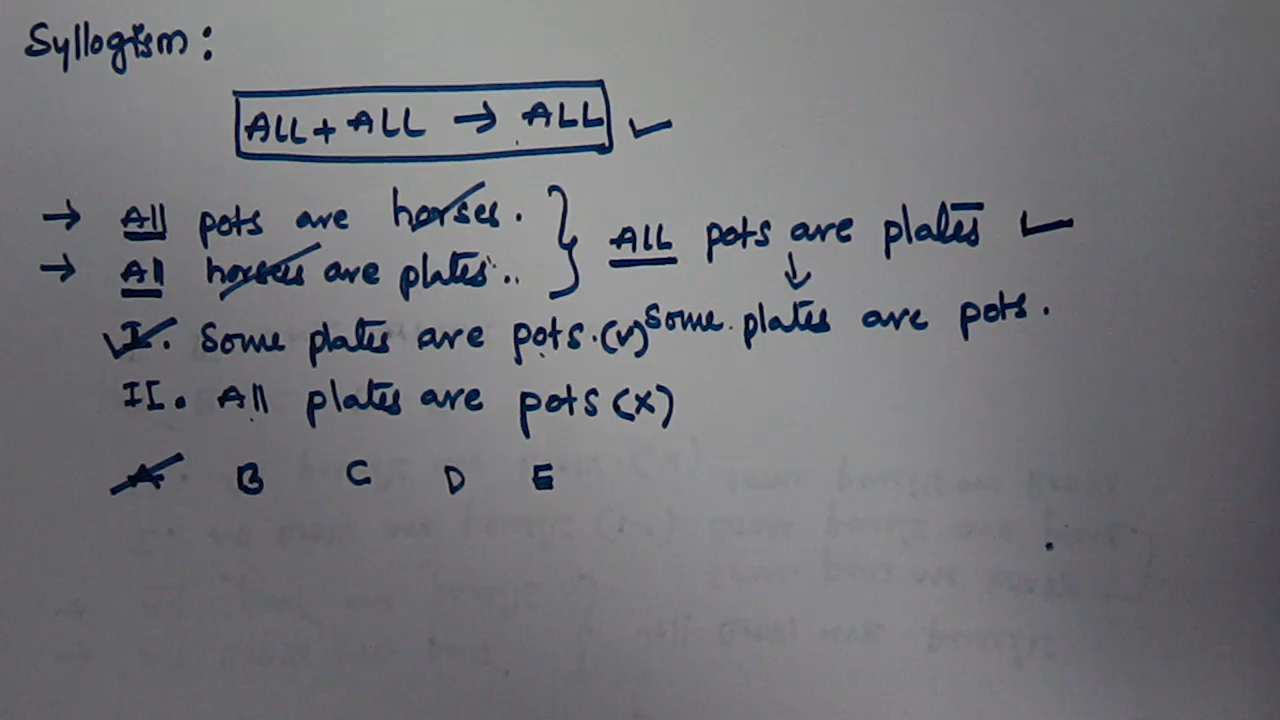 Syllogism:
ALL + ALL → ALL ✓
→ All pots are horses. } ALL pots are plates ✓
→ All horses are plates..
↓
I. Some plates are pots. (✓) Some plates are pots.
II. All plates are pots (x)
A B C D E